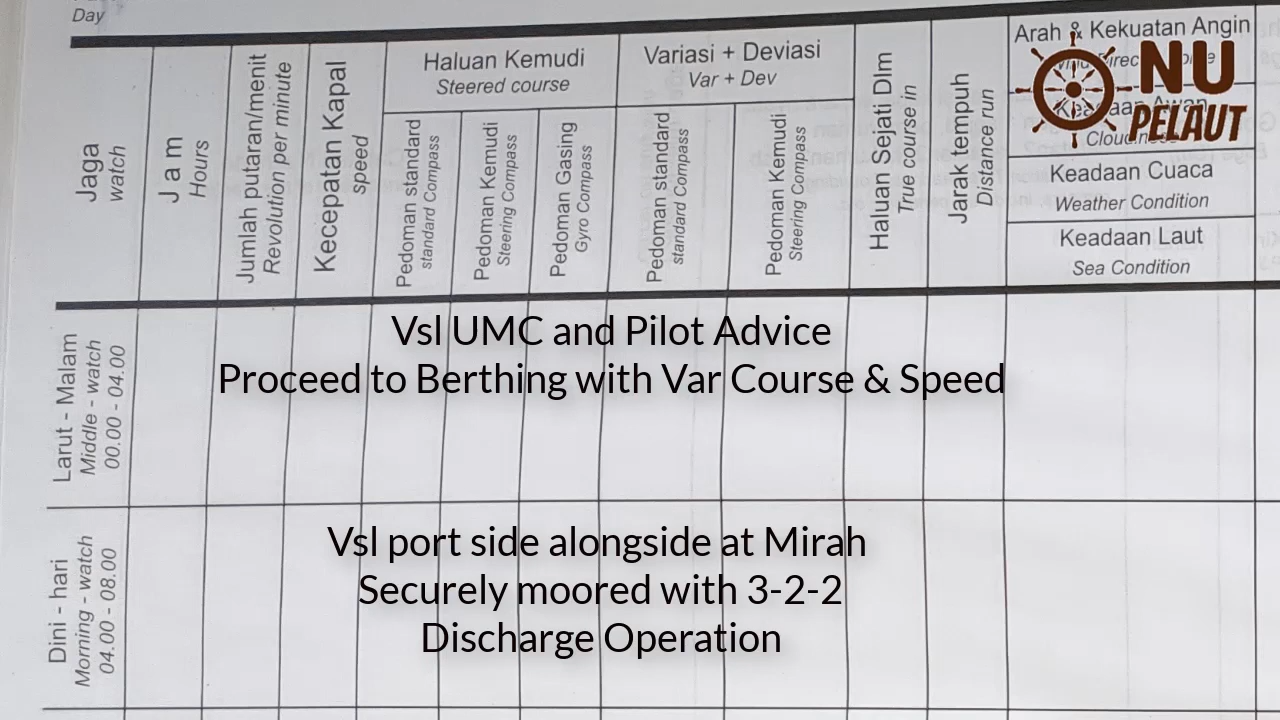 Day
Jaga
watch
J a m
Hours
Jumlah putaran/menit
Revolution per minute
Kecepatan Kapal
speed
Haluan Kemudi
Steered course
Pedoman standard
standard Compass
Pedoman Kemudi
Steering Compass
Pedoman Gasing
Gyro Compass
Variasi + Deviasi
Var + Dev
Pedoman standard
standard Compass
Pedoman Kemudi
Steering Compass
Haluan Sejati Dlm
True course in
Jarak tempuh
Distance run
Arah & Kekuatan Angin
NU
PELAUT
Keadaan Cuaca
Weather Condition
Keadaan Laut
Sea Condition
Larut - Malam
Middle - watch
00.00 - 04.00
Vsl UMC and Pilot Advice
Proceed to Berthing with Var Course & Speed
Dini - hari
Morning - watch
04.00 - 08.00
Vsl port side alongside at Mirah
Securely moored with 3-2-2
Discharge Operation